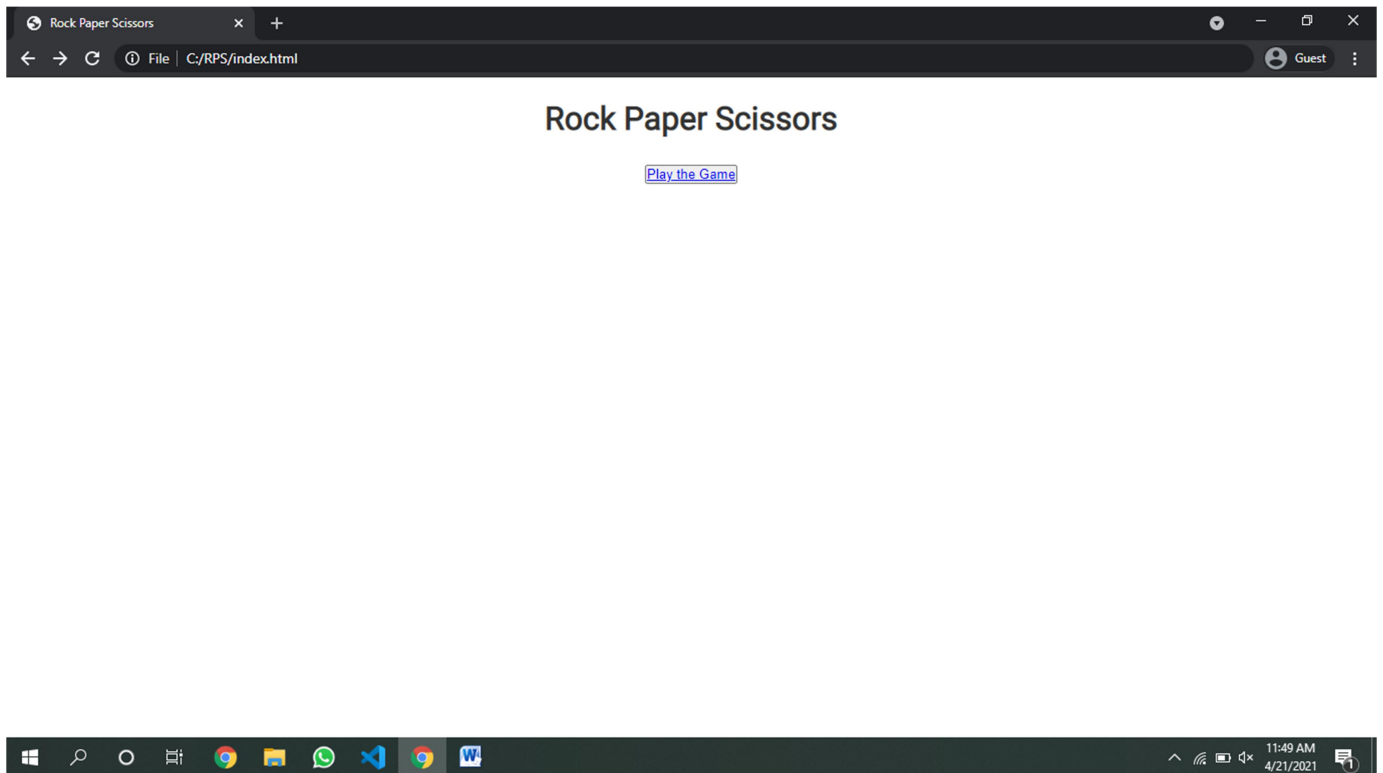 Rock Paper Scissors
File C:/RPS/index.html Guest
Rock Paper Scissors
Play the Game
W
11:49 AM
4/21/2021
1